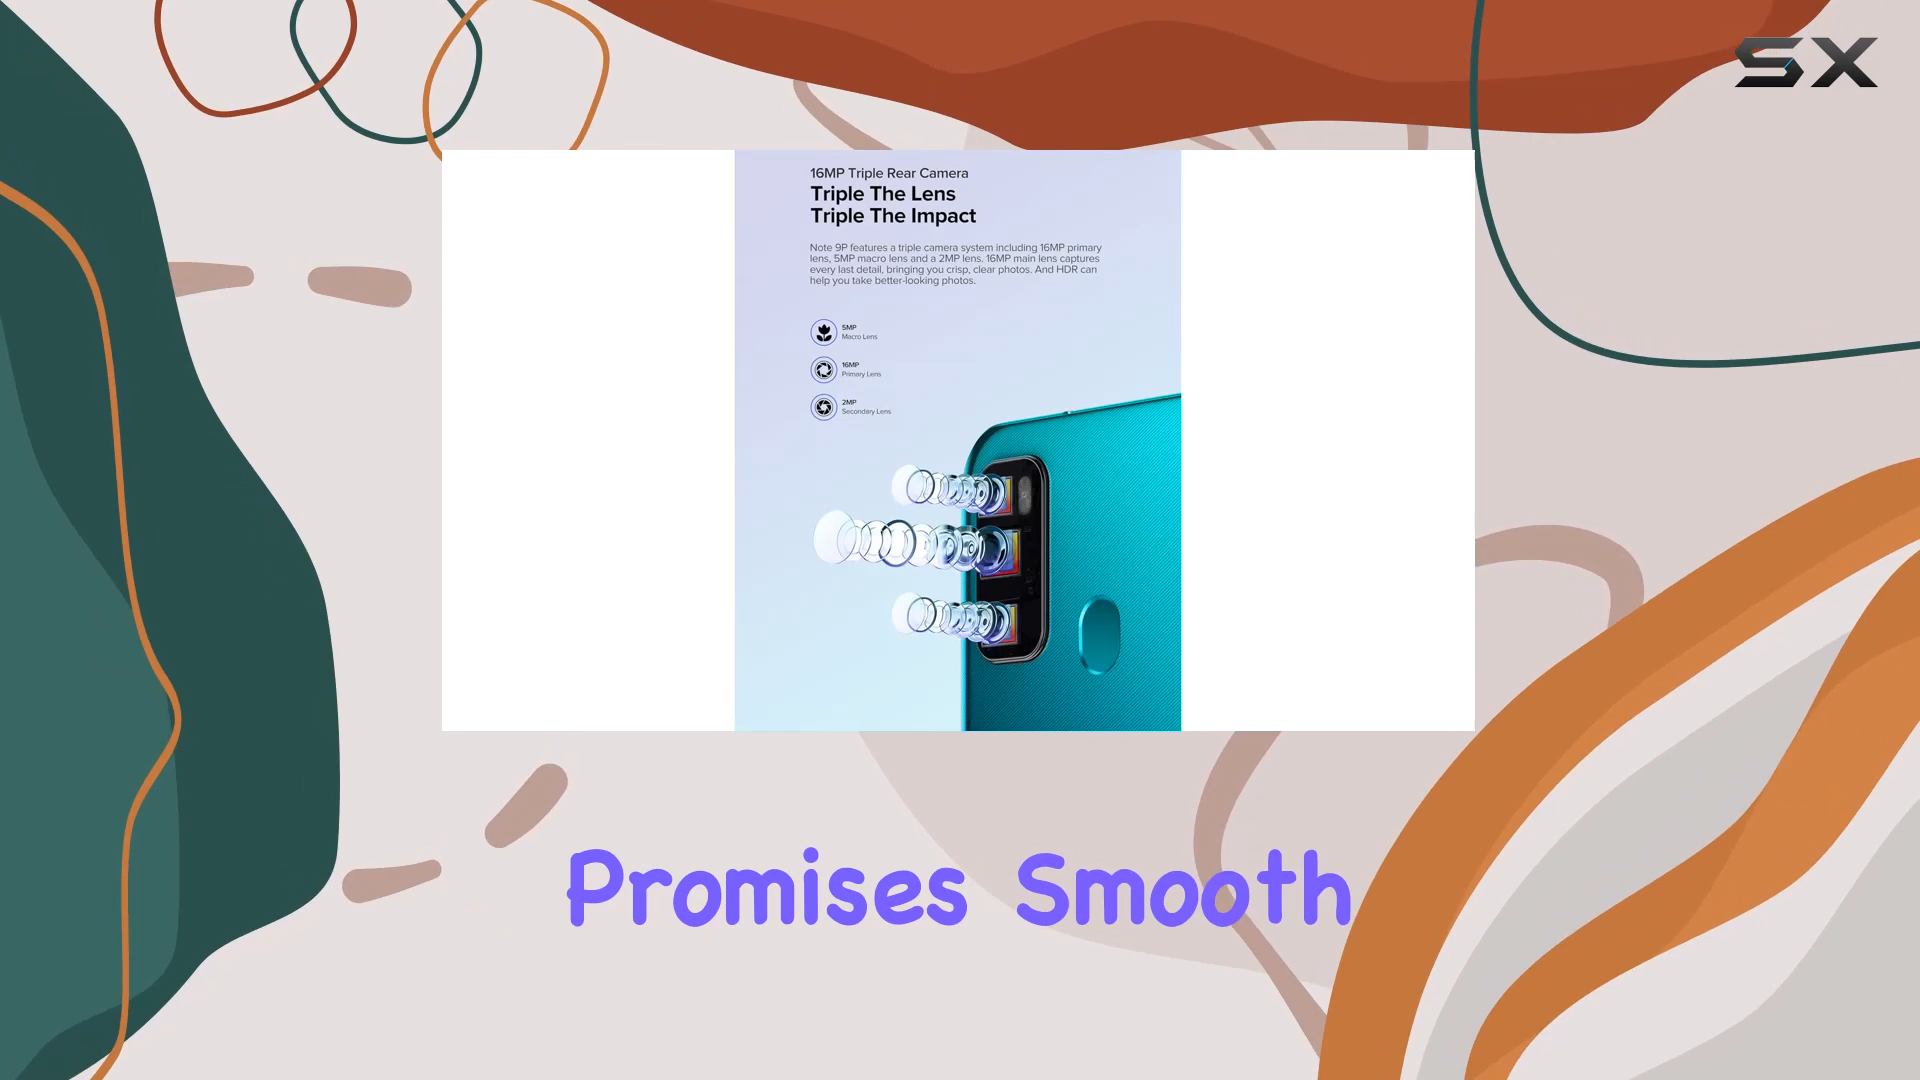 SX
16MP Triple Rear Camera
Triple The Lens
Triple The Impact
Note 9P features a triple camera system including 16MP primary
lens, 5MP macro lens and a 2MP lens. 16MP main lens captures
every last detail, bringing you crisp, clear photos. And HDR can
help you take better-looking photos.
5MP
Macro Lens
16MP
Primary Lens
2MP
Secondary Lens
Promises Smooth